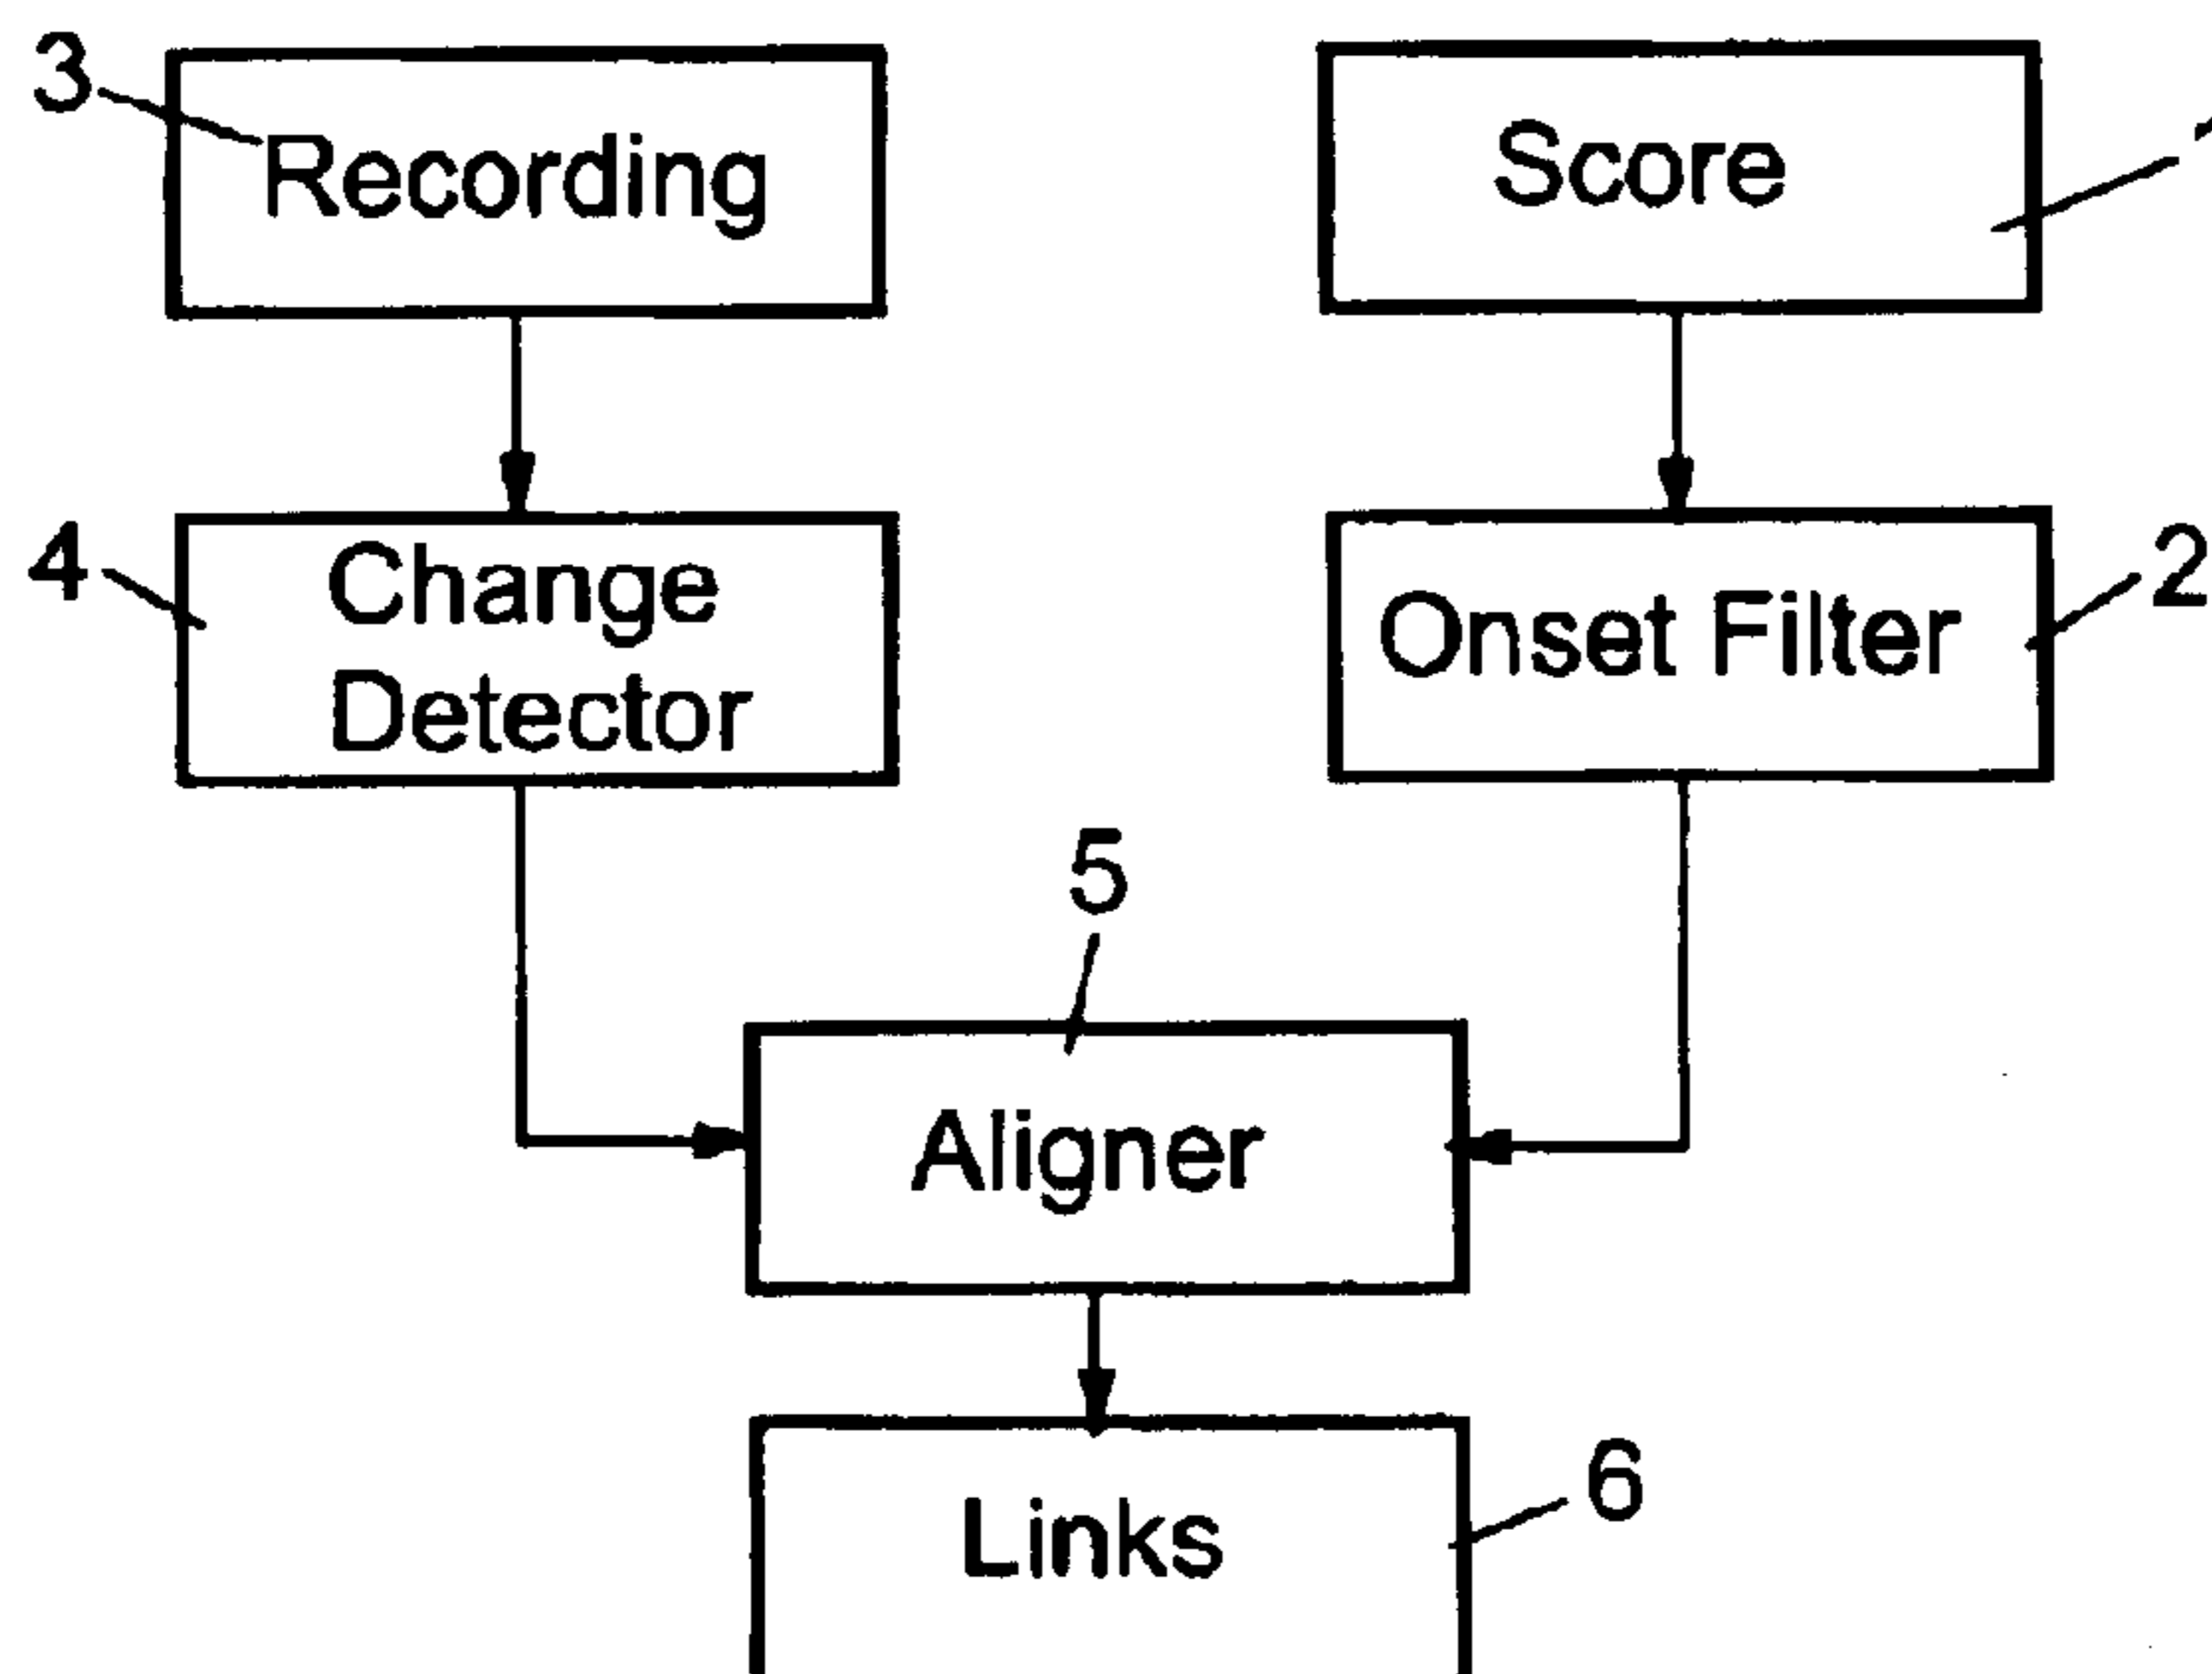 3
Recording
Score
4
Change
Detector
Onset Filter
2
5
Aligner
Links
6